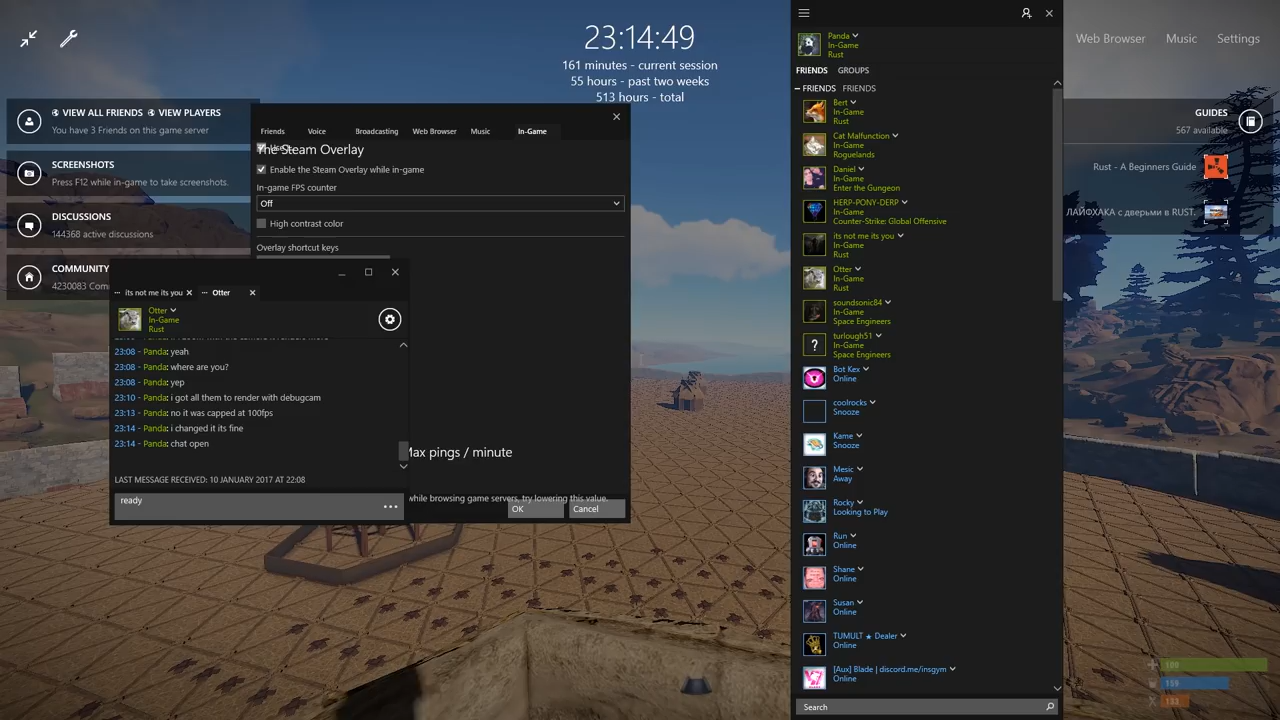 23:14:49
161 minutes - current session
55 hours - past two weeks
513 hours - total
Web Browser
Music
Settings
VIEW ALL FRIENDS VIEW PLAYERS
You have 3 Friends on this game server
SCREENSHOTS
Press F12 while in-game to take screenshots.
DISCUSSIONS
144368 active discussions
COMMUNITY
4230083 Com
GUIDES
567 available
Rust - A Beginners Guide
ЛАЙФХАКА с дверьми в RUST.
Friends
Voice
Broadcasting
Web Browser
Music
In-Game
The Steam Overlay
Enable the Steam Overlay while in-game
In-game FPS counter
Off
High contrast color
Overlay shortcut keys
Max pings / minute
while browsing game servers, try lowering this value.
OK
Cancel
its not me its you
Otter
Otter
In-Game
Rust
23:08 - Panda: yeah
23:08 - Panda: where are you?
23:08 - Panda: yep
23:10 - Panda: i got all them to render with debugcam
23:13 - Panda: no it was capped at 100fps
23:14 - Panda: i changed it its fine
23:14 - Panda: chat open
LAST MESSAGE RECEIVED: 10 JANUARY 2017 AT 22:08
ready
Panda
In-Game
Rust
FRIENDS
GROUPS
FRIENDS
FRIENDS
Bert
In-Game
Rust
Cat Malfunction
In-Game
Roguelands
Daniel
In-Game
Enter the Gungeon
HERP-PONY-DERP
In-Game
Counter-Strike: Global Offensive
its not me its you
In-Game
Rust
Otter
In-Game
Rust
soundsonic84
In-Game
Space Engineers
turlough51
In-Game
Space Engineers
Bot Kex
Online
coolrocks
Snooze
Kame
Snooze
Mesic
Away
Rocky
Looking to Play
Run
Online
Shane
Online
Susan
Online
TUMULT ★ Dealer
Online
[Aux] Blade | discord.me/insgym
Online
Search
100
159
133